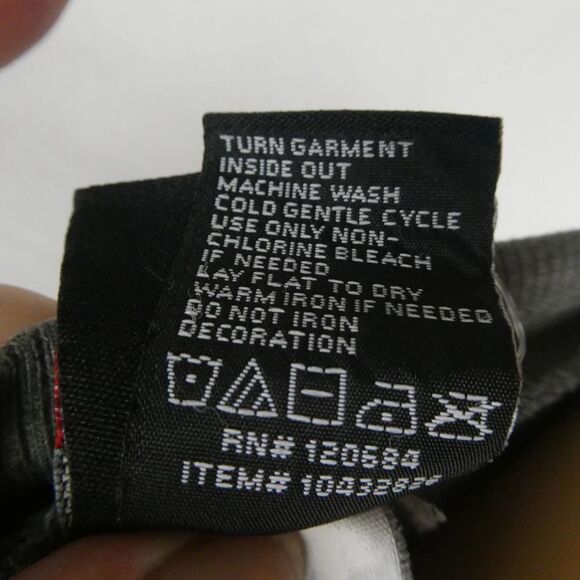 TURN GARMENT
INSIDE OUT
MACHINE WASH
COLD GENTLE CYCLE
USE ONLY NON-
CHLORINE BLEACH
IF NEEDED
LAY FLAT TO DRY
WARM IRON IF NEEDED
DO NOT IRON
DECORATION
RN# 120584
ITEM#